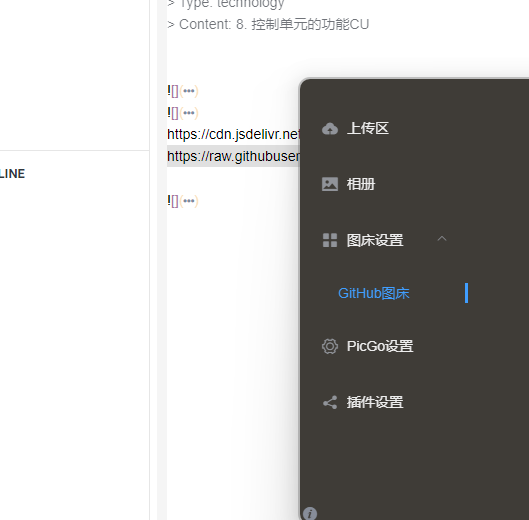 > Type: technology
> Content: 8. 控制单元的功能CU
![](•••)
![](•••)
https://cdn.jsdelivr.net
https://raw.githubuser
![](•••)
LINE
上传区
相册
图床设置
GitHub图床
PicGo设置
插件设置